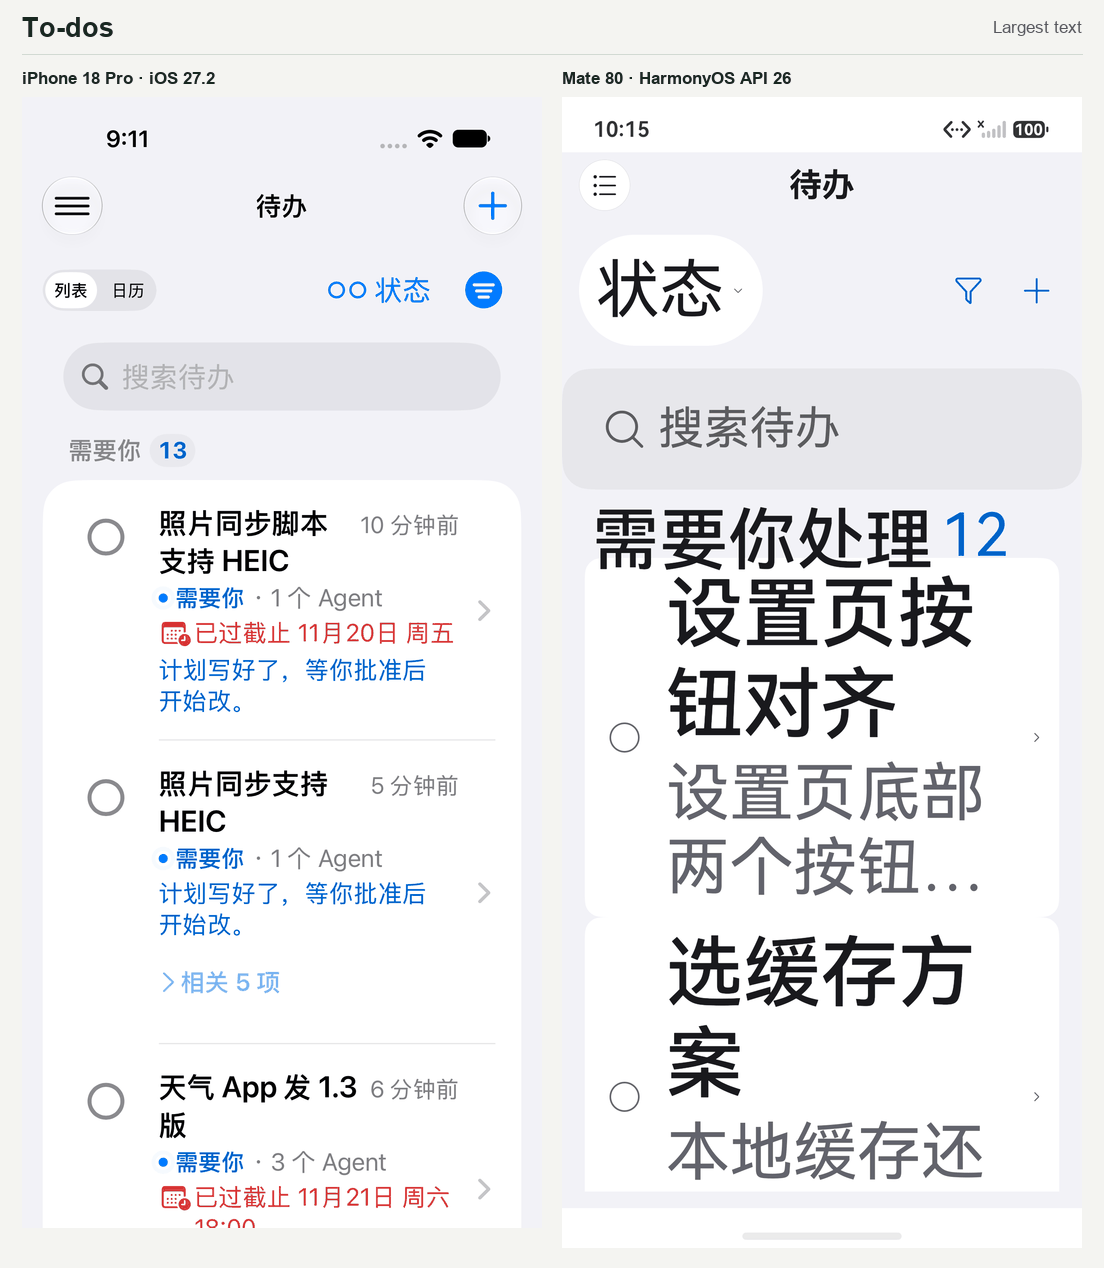 To-dos
Largest text
iPhone 18 Pro · iOS 27.2
9:11
待办
列表
日历
状态
搜索待办
需要你 13
照片同步脚本
支持 HEIC
10 分钟前
需要你 · 1 个 Agent
已过截止 11月20日 周五
计划写好了，等你批准后
开始改。
照片同步支持
HEIC
5 分钟前
需要你 · 1 个 Agent
计划写好了，等你批准后
开始改。
相关 5 项
天气 App 发 1.3
版
6 分钟前
需要你 · 3 个 Agent
已过截止 11月21日 周六
18:00
Mate 80 · HarmonyOS API 26
10:15
100
待办
状态
搜索待办
需要你处理 12
设置页按
钮对齐
设置页底部
两个按钮...
选缓存方
案
本地缓存还